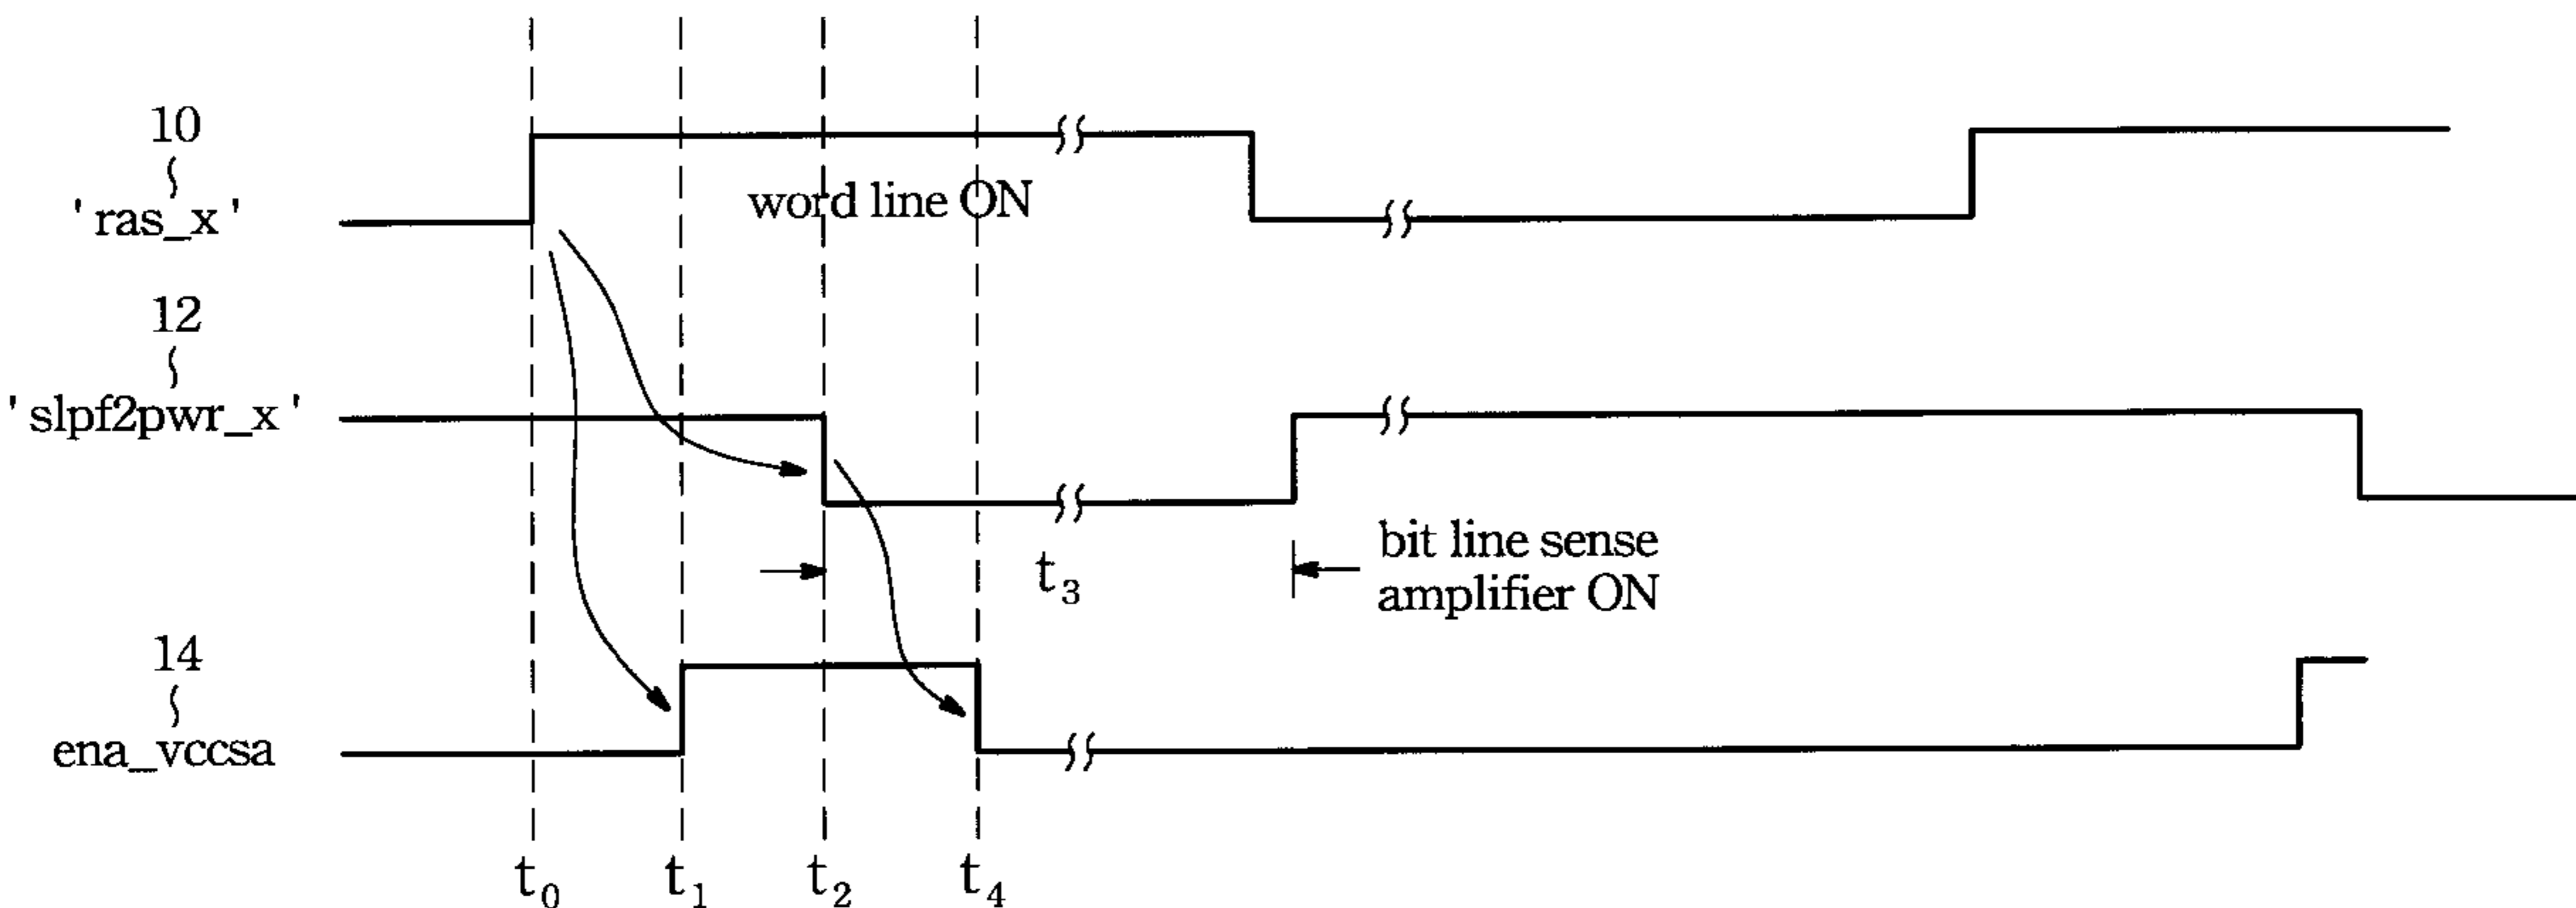 10
' ras_x '
word line ON
12
' slpf2pwr_x '
t3
bit line sense
amplifier ON
14
ena_vccsa
t0 t1 t2 t4